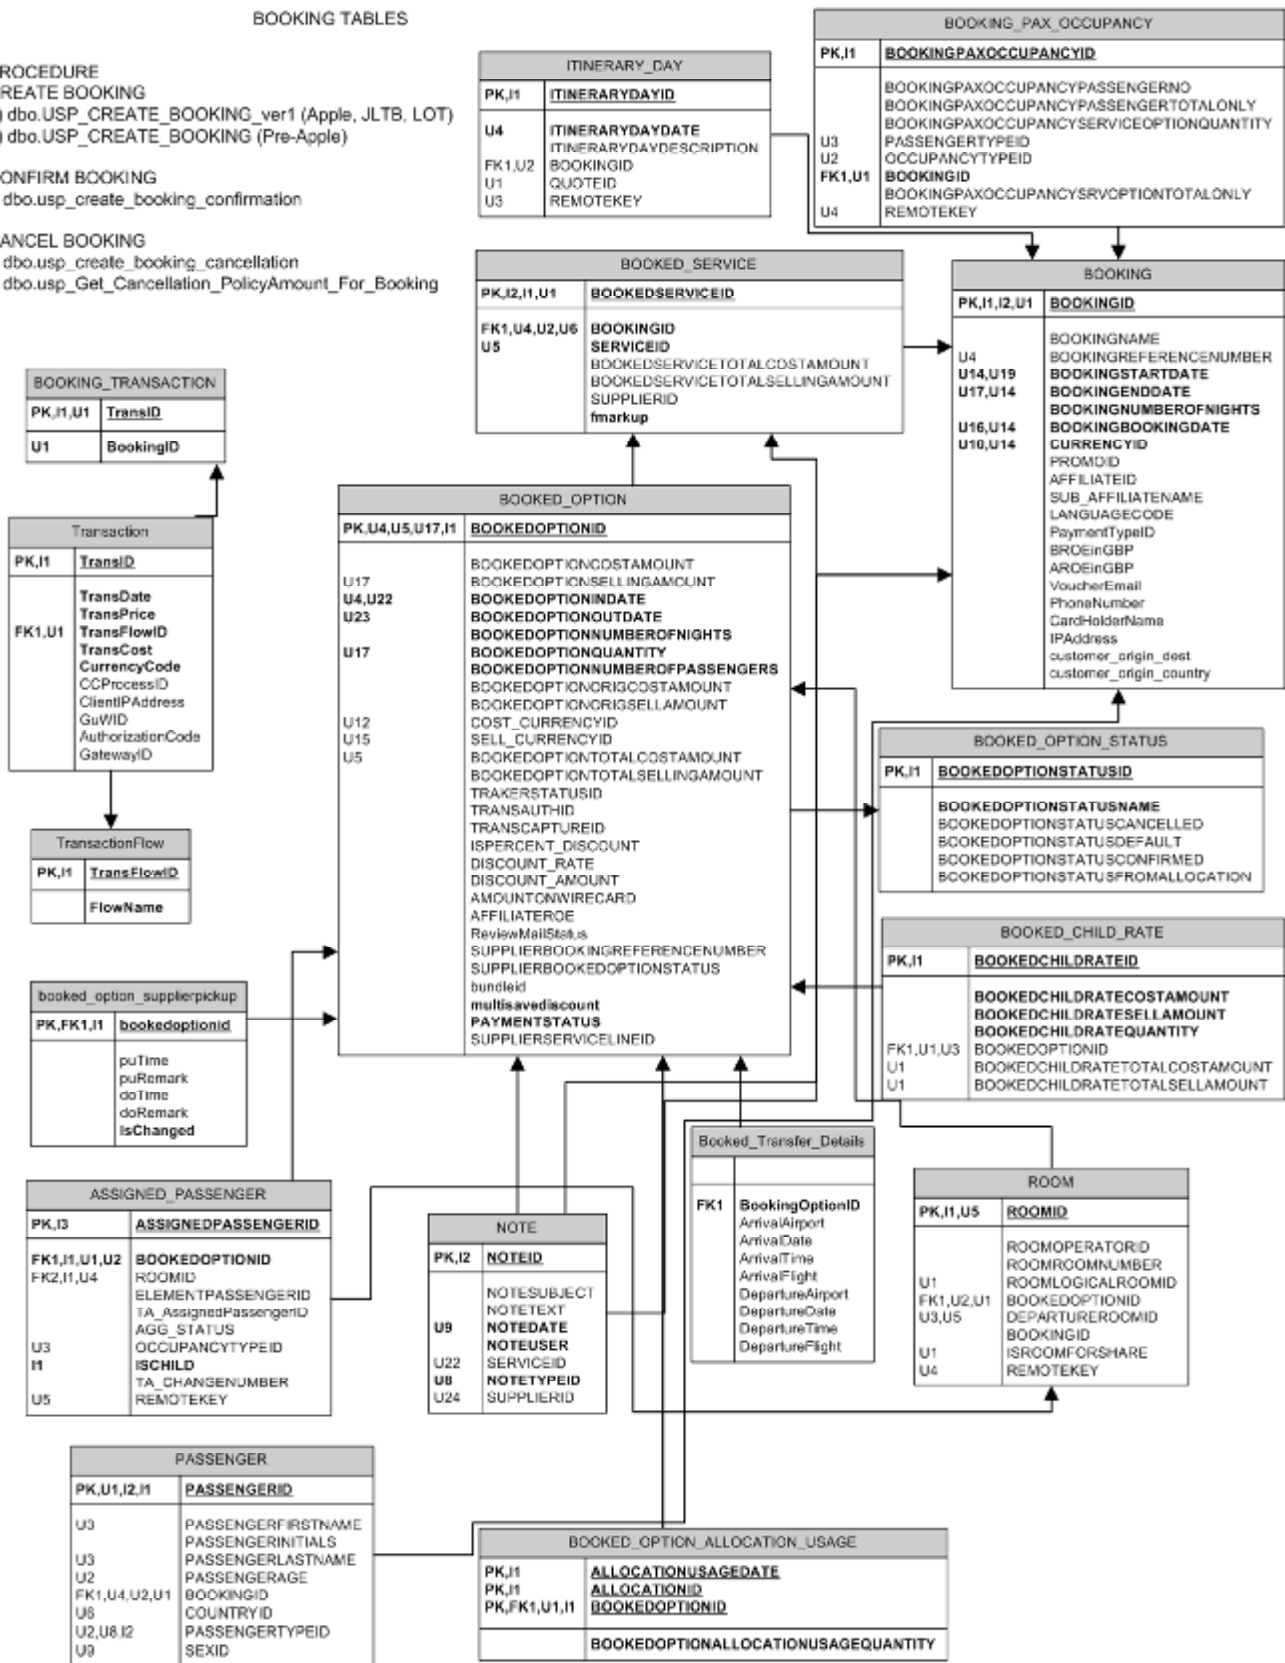 BOOKING TABLES
ROCEDURE
REATE BOOKING
) dbo.USP_CREATE_BOOKING_ver1 (Apple, JLTB, LOT)
) dbo.USP_CREATE_BOOKING (Pre-Apple)
ONFIRM BOOKING
dbo.usp_create_booking_confirmation
ANCEL BOOKING
dbo.usp_create_booking_cancellation
dbo.usp_Get_Cancellation_PolicyAmount_For_Booking
ITINERARY_DAY
PK,I1 ITINERARYDAYID
U4 ITINERARYDAYDATE
ITINERARYDAYDESCRIPTION
FK1,U2 BOOKINGID
U1 QUOTEID
U3 REMOTEKEY
BOOKING_PAX_OCCUPANCY
PK,I1 BOOKINGPAXOCCUPANCYID
BOOKINGPAXOCCUPANCYPASSENGERNO
BOOKINGPAXOCCUPANCYPASSENGERTOTALONLY
BOOKINGPAXOCCUPANCYSERVICEOPTIONQUANTITY
U3 PASSENGERTYPEID
U2 OCCUPANCYTYPEID
FK1,U1 BOOKINGID
BOOKINGPAXOCCUPANCYSRVOPTIONTOTALONLY
U4 REMOTEKEY
BOOKED_SERVICE
PK,I2,I1,U1 BOOKEDSERVICEID
FK1,U4,U2,U6 BOOKINGID
U5 SERVICEID
BOOKEDSERVICETOTALCOSTAMOUNT
BOOKEDSERVICETOTALSELLINGAMOUNT
SUPPLIERID
fmarkup
BOOKING
PK,I1,I2,U1 BOOKINGID
BOOKINGNAME
U4 BOOKINGREFERENCENUMBER
U14,U19 BOOKINGSTARTDATE
U17,U14 BOOKINGENDDATE
BOOKINGNUMBEROFNIGHTS
U16,U14 BOOKINGBOOKINGDATE
U10,U14 CURRENCYID
PROMOID
AFFILIATEID
SUB_AFFILIATENAME
LANGUAGECODE
PaymentTypeID
BROEinGBP
AROEinGBP
VoucherEmail
PhoneNumber
CardHolderName
IPAddress
customer_origin_dest
customer_origin_country
BOOKING_TRANSACTION
PK,I1,U1 TransID
U1 BookingID
Transaction
PK,I1 TransID
TransDate
TransPrice
FK1,U1 TransFlowID
TransCost
CurrencyCode
CCProcessID
ClientIPAddress
GuWID
AuthorizationCode
GatewayID
TransactionFlow
PK,I1 TransFlowID
FlowName
BOOKED_OPTION
PK,U4,U5,U17,I1 BOOKEDOPTIONID
BOOKEDOPTIONCOSTAMOUNT
U17 BOOKEDOPTIONSELLINGAMOUNT
U4,U22 BOOKEDOPTIONINDATE
U23 BOOKEDOPTIONOUTDATE
BOOKEDOPTIONNUMBEROFNIGHTS
U17 BOOKEDOPTIONQUANTITY
BOOKEDOPTIONNUMBEROFPASSENGERS
BOOKEDOPTIONORIGCOSTAMOUNT
BOOKEDOPTIONORIGSELLAMOUNT
U12 COST_CURRENCYID
U15 SELL_CURRENCYID
U5 BOOKEDOPTIONTOTALCOSTAMOUNT
BOOKEDOPTIONTOTALSELLINGAMOUNT
TRAKERSTATUSID
TRANSAUTHID
TRANSCAPTUREID
ISPERCENT_DISCOUNT
DISCOUNT_RATE
DISCOUNT_AMOUNT
AMOUNTONWIRECARD
AFFILIATEROE
ReviewMailStatus
SUPPLIERBOOKINGREFERENCENUMBER
SUPPLIERBOOKEDOPTIONSTATUS
bundleid
multisavediscount
PAYMENTSTATUS
SUPPLIERSERVICELINEID
BOOKED_OPTION_STATUS
PK,I1 BOOKEDOPTIONSTATUSID
BOOKEDOPTIONSTATUSNAME
BOOKEDOPTIONSTATUSCANCELLED
BOOKEDOPTIONSTATUSDEFAULT
BOOKEDOPTIONSTATUSCONFIRMED
BOOKEDOPTIONSTATUSFROMALLOCATION
BOOKED_CHILD_RATE
PK,I1 BOOKEDCHILDRATEID
BOOKEDCHILDRATECOSTAMOUNT
BOOKEDCHILDRATESELLAMOUNT
BOOKEDCHILDRATEQUANTITY
FK1,U1,U3 BOOKEDOPTIONID
U1 BOOKEDCHILDRATETOTALCOSTAMOUNT
U1 BOOKEDCHILDRATETOTALSELLAMOUNT
booked_option_supplierpickup
PK,FK1,I1 bookedoptionid
puTime
puRemark
doTime
doRemark
IsChanged
ASSIGNED_PASSENGER
PK,I3 ASSIGNEDPASSENGERID
FK1,I1,U1,U2 BOOKEDOPTIONID
FK2,I1,U4 ROOMID
ELEMENTPASSENGERID
TA_AssignedPassengerID
AGG_STATUS
U3 OCCUPANCYTYPEID
I1 ISCHILD
TA_CHANGENUMBER
U5 REMOTEKEY
NOTE
PK,I2 NOTEID
NOTESUBJECT
NOTETEXT
U9 NOTEDATE
NOTEUSER
U22 SERVICEID
U8 NOTETYPEID
U24 SUPPLIERID
Booked_Transfer_Details
FK1 BookingOptionID
ArrivalAirport
ArrivalDate
ArrivalTime
ArrivalFlight
DepartureAirport
DepartureDate
DepartureTime
DepartureFlight
ROOM
PK,I1,U5 ROOMID
ROOMOPERATORID
ROOMROOMNUMBER
U1 ROOMLOGICALROOMID
FK1,U2,U1 BOOKEDOPTIONID
U3,U5 DEPARTUREROOMID
BOOKINGID
U1 ISROOMFORSHARE
U4 REMOTEKEY
PASSENGER
PK,U1,I2,I1 PASSENGERID
U3 PASSENGERFIRSTNAME
PASSENGERINITIALS
U3 PASSENGERLASTNAME
U2 PASSENGERAGE
FK1,U4,U2,U1 BOOKINGID
U6 COUNTRYID
U2,U8,I2 PASSENGERTYPEID
U9 SEXID
BOOKED_OPTION_ALLOCATION_USAGE
PK,I1 ALLOCATIONUSAGEDATE
PK,I1 ALLOCATIONID
PK,FK1,U1,I1 BOOKEDOPTIONID
BOOKEDOPTIONALLOCATIONUSAGEQUANTITY